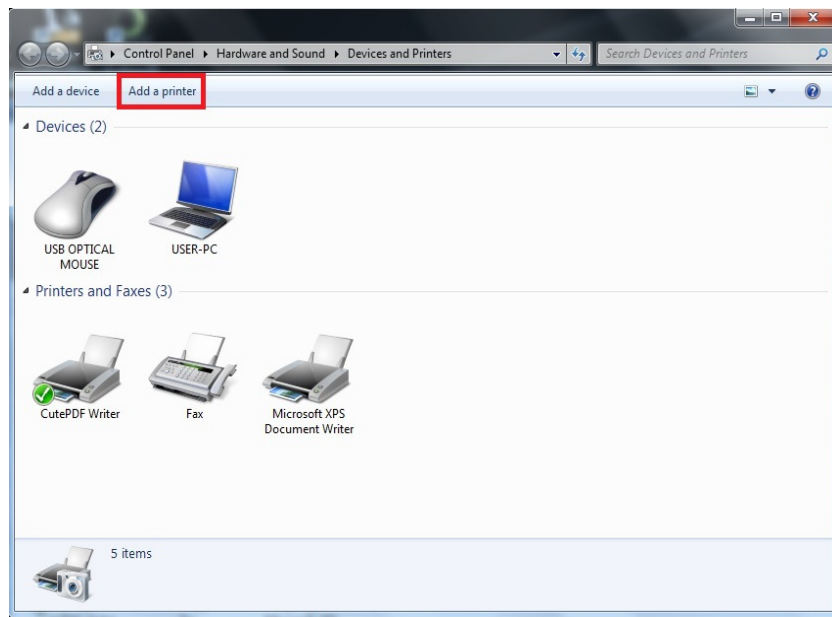 Control Panel ▸ Hardware and Sound ▸ Devices and Printers
Search Devices and Printers
Add a device
Add a printer
Devices (2)
USB OPTICAL
MOUSE
USER-PC
Printers and Faxes (3)
CutePDF Writer
Fax
Microsoft XPS
Document Writer
5 items